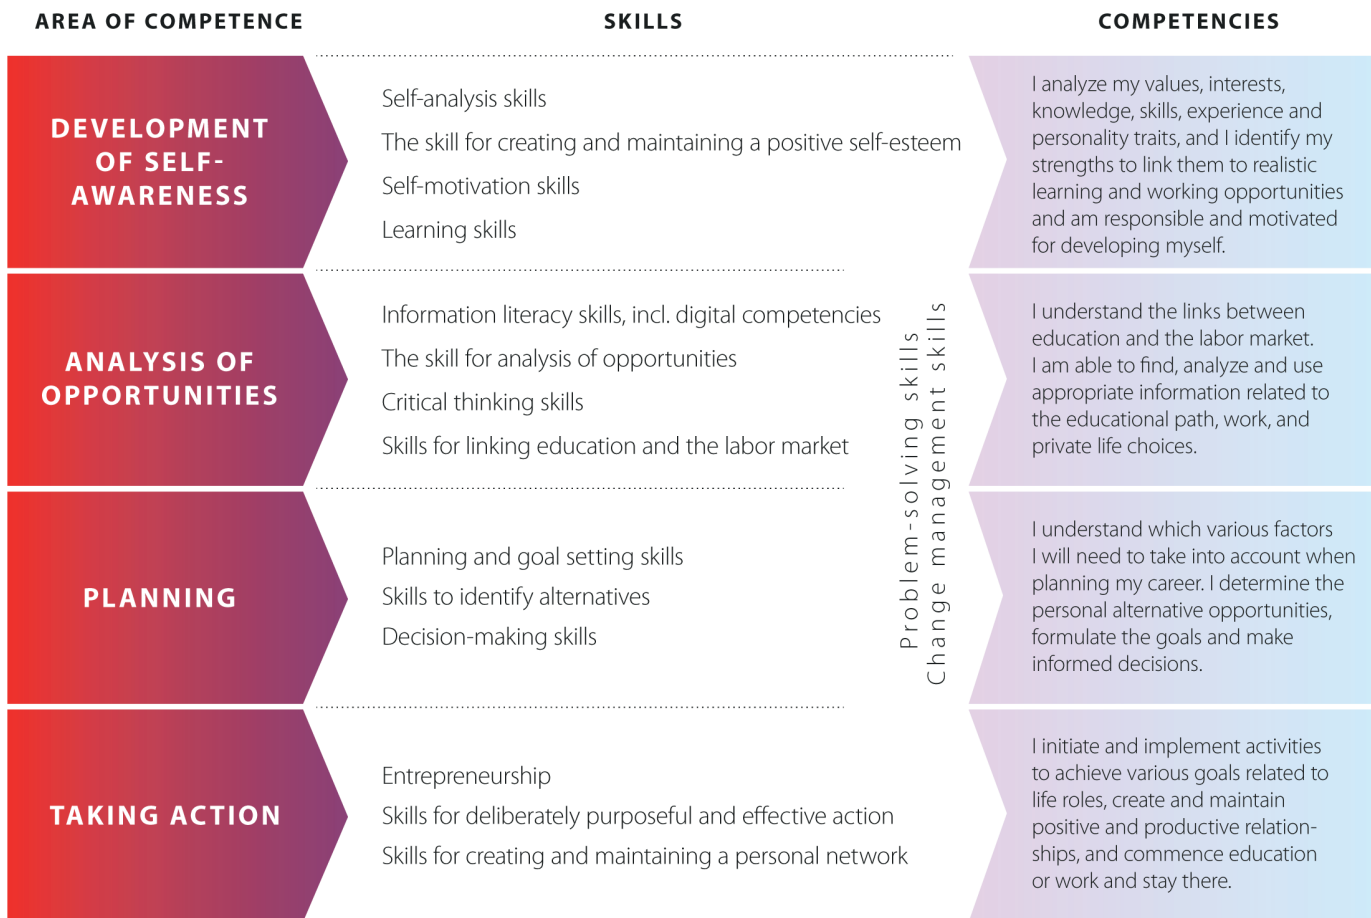 AREA OF COMPETENCE
SKILLS
COMPETENCIES
DEVELOPMENT
OF SELF-
AWARENESS
Self-analysis skills
The skill for creating and maintaining a positive self-esteem
Self-motivation skills
Learning skills
I analyze my values, interests,
knowledge, skills, experience and
personality traits, and I identify my
strengths to link them to realistic
learning and working opportunities
and am responsible and motivated
for developing myself.
ANALYSIS OF
OPPORTUNITIES
Information literacy skills, incl. digital competencies
The skill for analysis of opportunities
Critical thinking skills
Skills for linking education and the labor market
I understand the links between
education and the labor market.
I am able to find, analyze and use
appropriate information related to
the educational path, work, and
private life choices.
Problem-solving skills
Change management skills
PLANNING
Planning and goal setting skills
Skills to identify alternatives
Decision-making skills
I understand which various factors
I will need to take into account when
planning my career. I determine the
personal alternative opportunities,
formulate the goals and make
informed decisions.
TAKING ACTION
Entrepreneurship
Skills for deliberately purposeful and effective action
Skills for creating and maintaining a personal network
I initiate and implement activities
to achieve various goals related to
life roles, create and maintain
positive and productive relation-
ships, and commence education
or work and stay there.